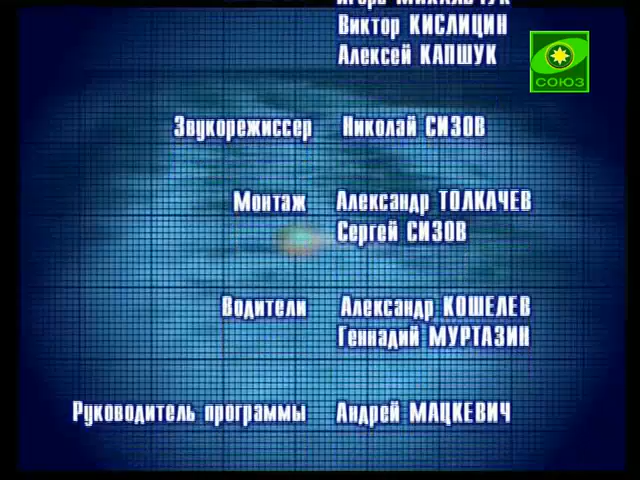 Виктор КИСЛИЦИН
Алексей КАПШУК
СОЮЗ
Звукорежиссер Николай СИЗОВ
Монтаж Александр ТОЛКАЧЕВ
Сергей СИЗОВ
Водители Александр КОШЕЛЕВ
Геннадий МУРТАЗИН
Руководитель программы Андрей МАЦКЕВИЧ